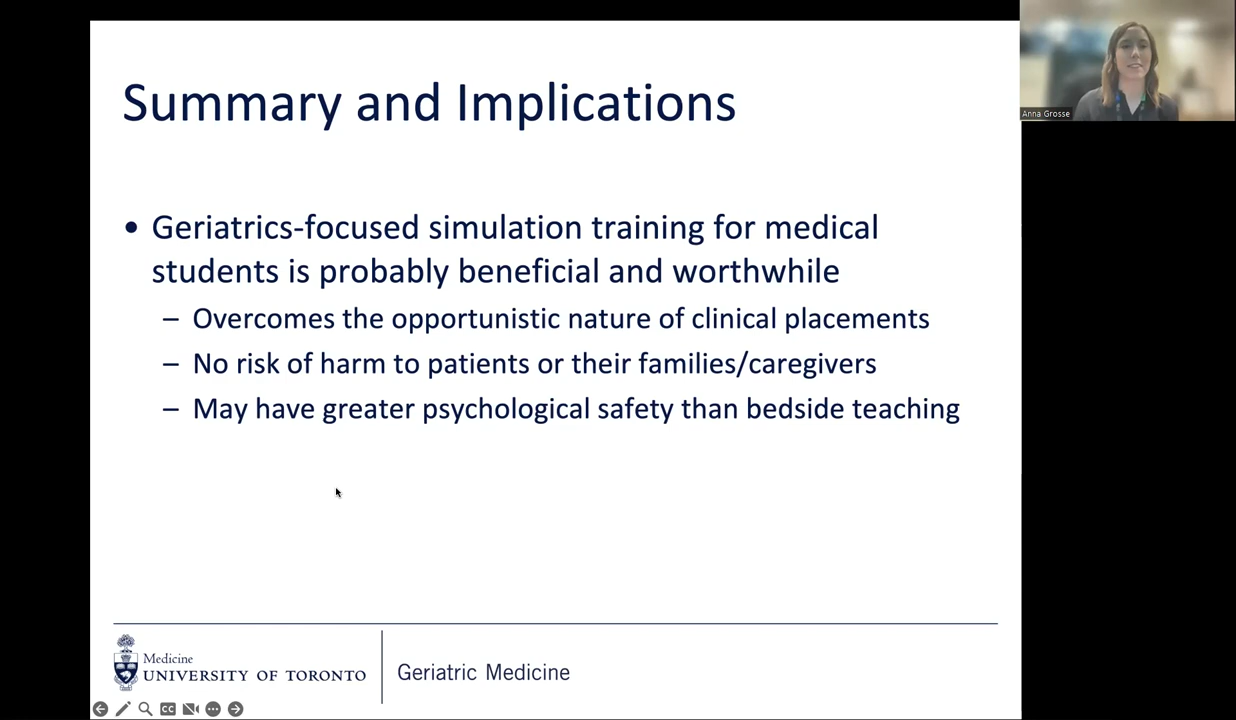 Summary and Implications
Anna Grosse
• Geriatrics-focused simulation training for medical
students is probably beneficial and worthwhile
– Overcomes the opportunistic nature of clinical placements
– No risk of harm to patients or their families/caregivers
– May have greater psychological safety than bedside teaching
Medicine
UNIVERSITY OF TORONTO
Geriatric Medicine
CC